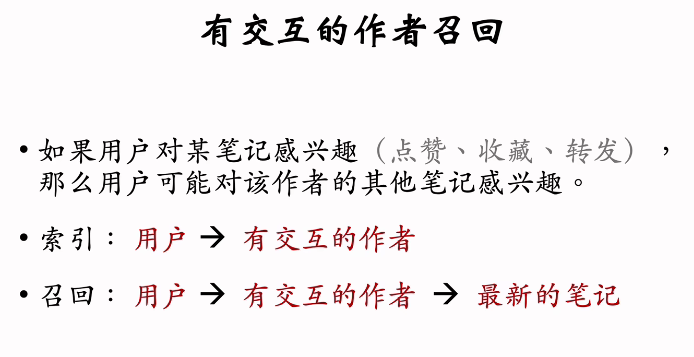 有交互的作者召回
• 如果用户对某笔记感兴趣（点赞、收藏、转发），
那么用户可能对该作者的其他笔记感兴趣。
• 索引：用户 → 有交互的作者
• 召回：用户 → 有交互的作者 → 最新的笔记